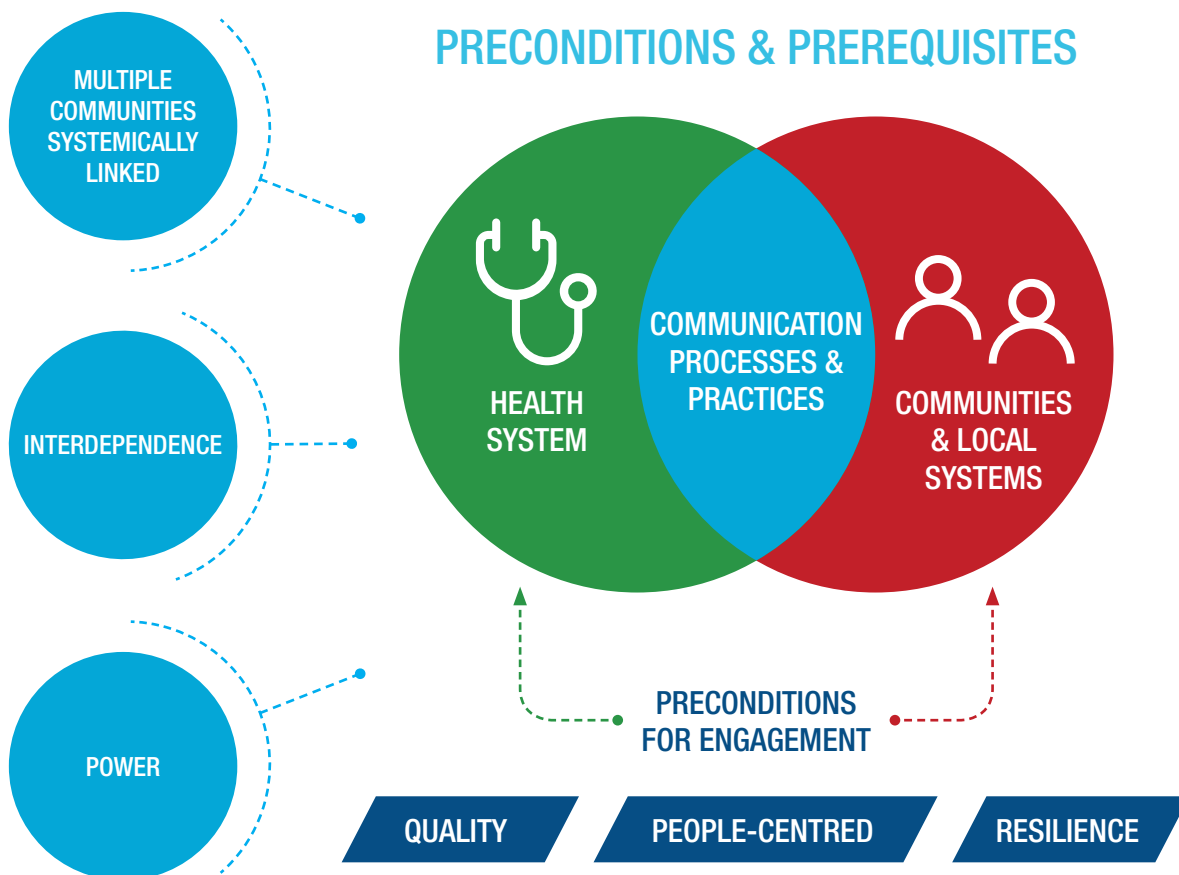 PRECONDITIONS & PREREQUISITES
MULTIPLE
COMMUNITIES
SYSTEMICALLY
LINKED
INTERDEPENDENCE
POWER
HEALTH
SYSTEM
COMMUNICATION
PROCESSES &
PRACTICES
COMMUNITIES
& LOCAL
SYSTEMS
PRECONDITIONS
FOR ENGAGEMENT
QUALITY
PEOPLE-CENTRED
RESILIENCE